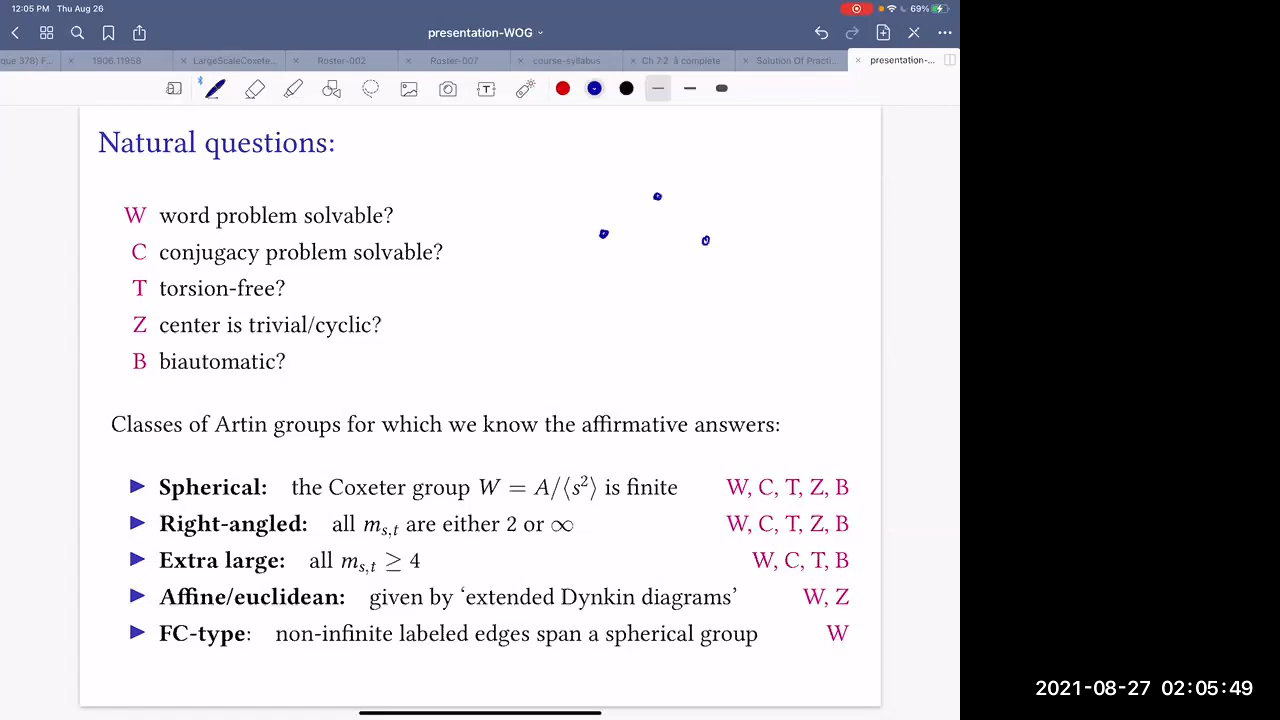 12:05 PM Thu Aug 26
69%
presentation-WOG
que 378) F...
1906.11958
LargeScaleCoxete...
Roster-002
Roster-007
course-syllabus
Ch 7.2 à complete
Solution Of Practi...
presentation-...
Natural questions:
W word problem solvable?
C conjugacy problem solvable?
T torsion-free?
Z center is trivial/cyclic?
B biautomatic?
Classes of Artin groups for which we know the affirmative answers:
▶ Spherical: the Coxeter group W = A/⟨s²⟩ is finite W, C, T, Z, B
▶ Right-angled: all mₛ,ₜ are either 2 or ∞ W, C, T, Z, B
▶ Extra large: all mₛ,ₜ ≥ 4 W, C, T, B
▶ Affine/euclidean: given by ‘extended Dynkin diagrams’ W, Z
▶ FC-type: non-infinite labeled edges span a spherical group W
2021-08-27 02:05:49